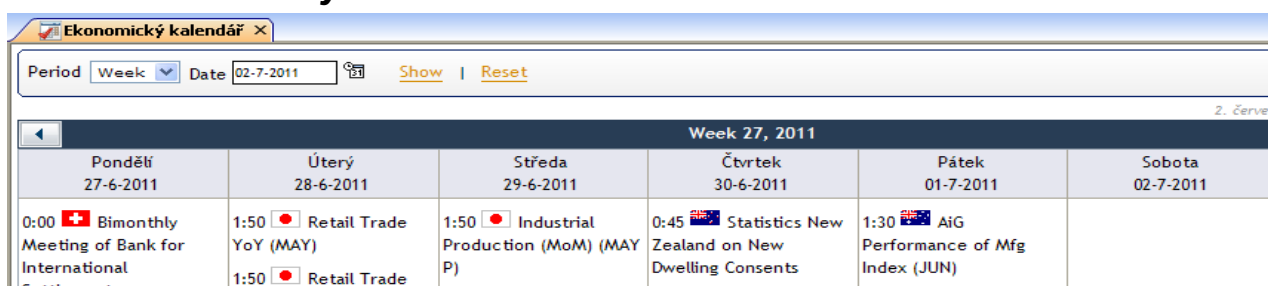 Ekonomický kalendář ×
Period Week Date 02-7-2011 31 Show | Reset
2. červe
Week 27, 2011
Pondělí Úterý Středa Čtvrtek Pátek Sobota
27-6-2011 28-6-2011 29-6-2011 30-6-2011 01-7-2011 02-7-2011
0:00 Bimonthly
Meeting of Bank for
International
1:50 Retail Trade
YoY (MAY)
1:50 Retail Trade
1:50 Industrial
Production (MoM) (MAY
P)
0:45 Statistics New
Zealand on New
Dwelling Consents
1:30 AiG
Performance of Mfg
Index (JUN)